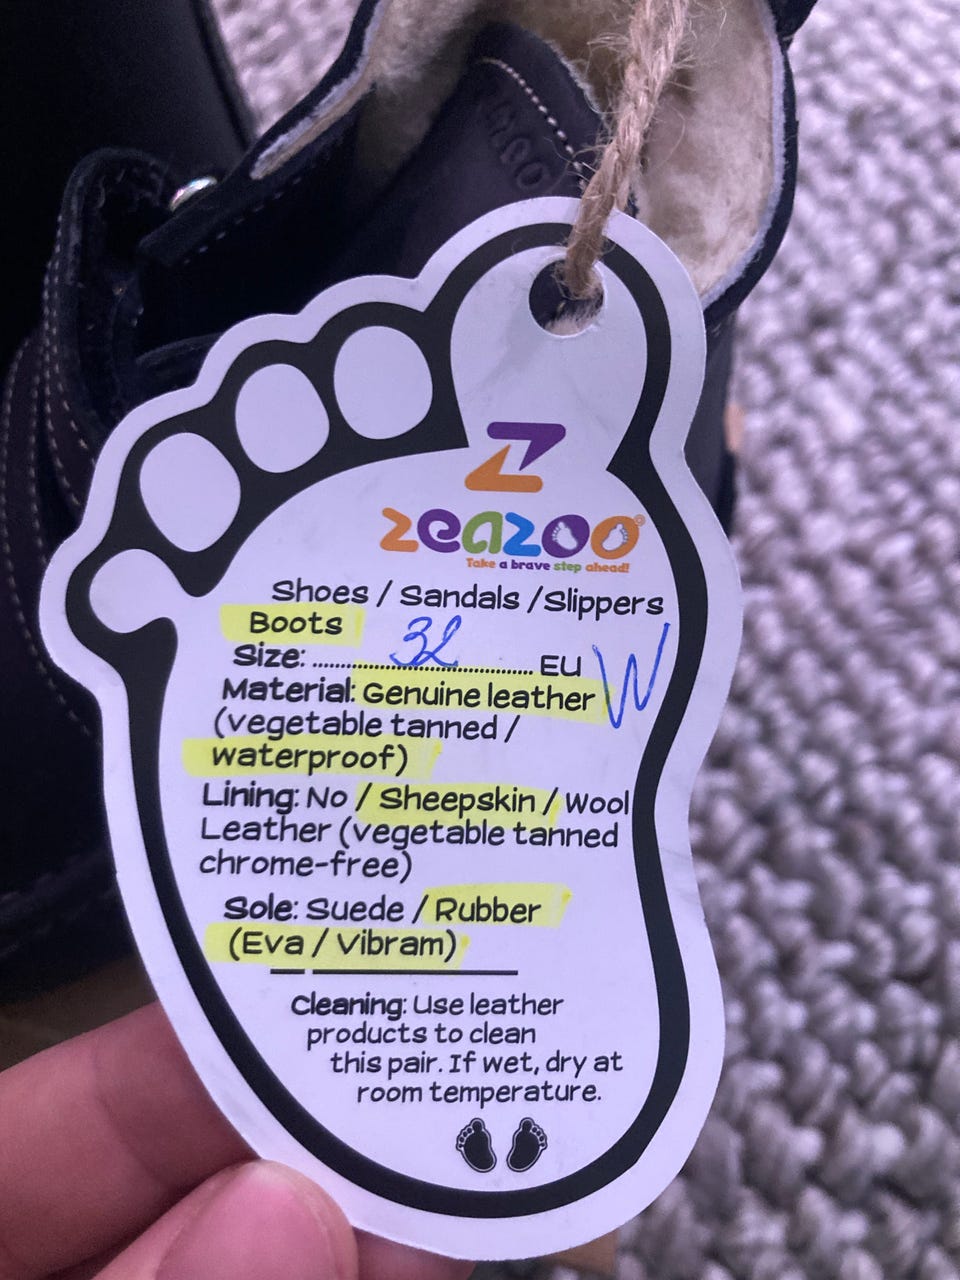 Z
zeazoo®
Take a brave step ahead!
Shoes / Sandals /Slippers
Boots
Size: .......32....... EU W
Material: Genuine leather
(vegetable tanned /
waterproof)
Lining: No / Sheepskin / Wool
Leather (vegetable tanned
chrome-free)
Sole: Suede / Rubber
(Eva / Vibram)
Cleaning: Use leather
products to clean
this pair. If wet, dry at
room temperature.